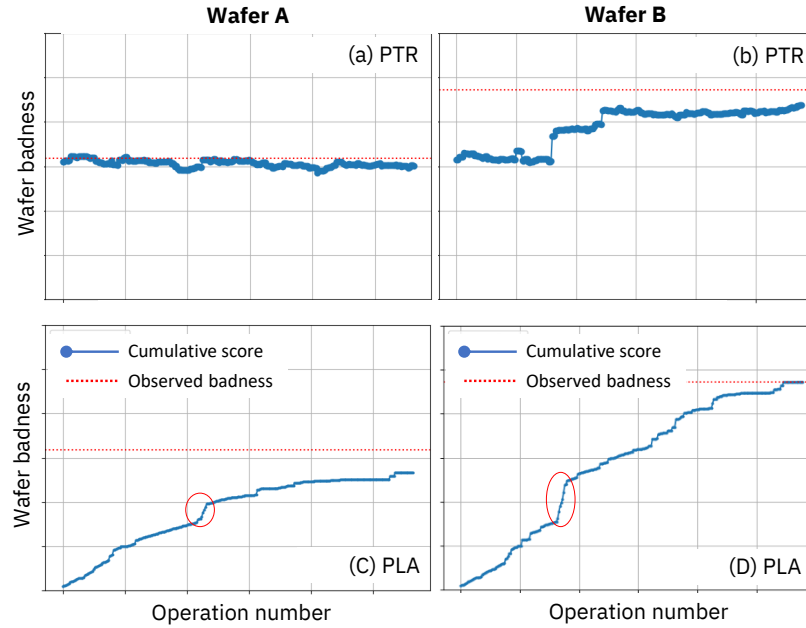 Wafer A
Wafer B
(a) PTR
(b) PTR
Wafer badness
Cumulative score
Observed badness
(C) PLA
Wafer badness
Cumulative score
Observed badness
(D) PLA
Operation number
Operation number